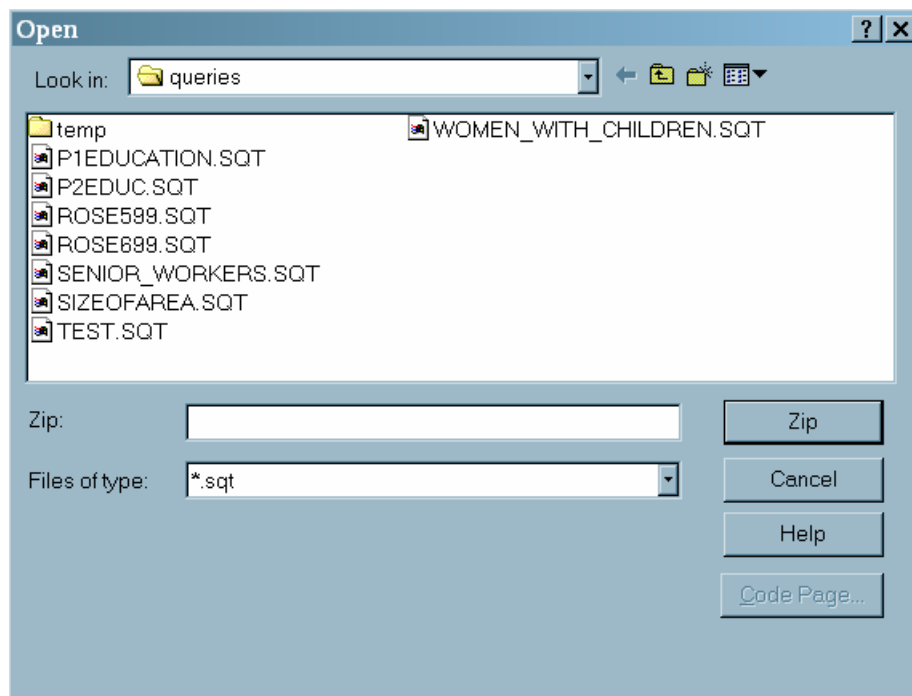 Open
Look in: queries
temp
P1EDUCATION.SQT
P2EDUC.SQT
ROSE599.SQT
ROSE699.SQT
SENIOR_WORKERS.SQT
SIZEOFAREA.SQT
TEST.SQT
WOMEN_WITH_CHILDREN.SQT
Zip:
Zip
Files of type: *.sqt
Cancel
Help
Code Page...